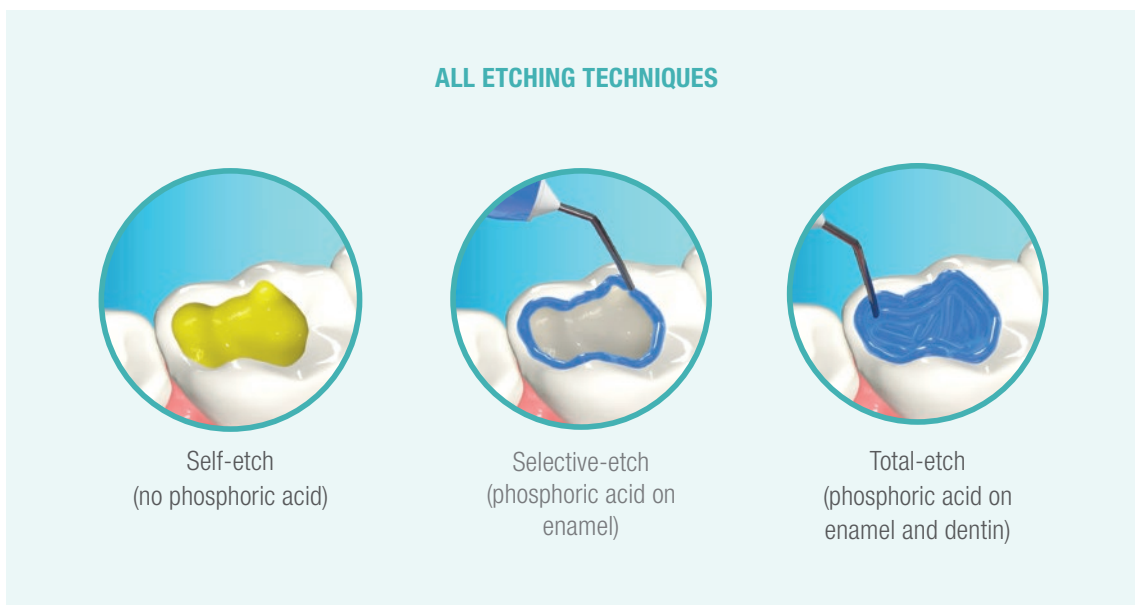 ALL ETCHING TECHNIQUES
Self-etch
(no phosphoric acid)
Selective-etch
(phosphoric acid on
enamel)
Total-etch
(phosphoric acid on
enamel and dentin)